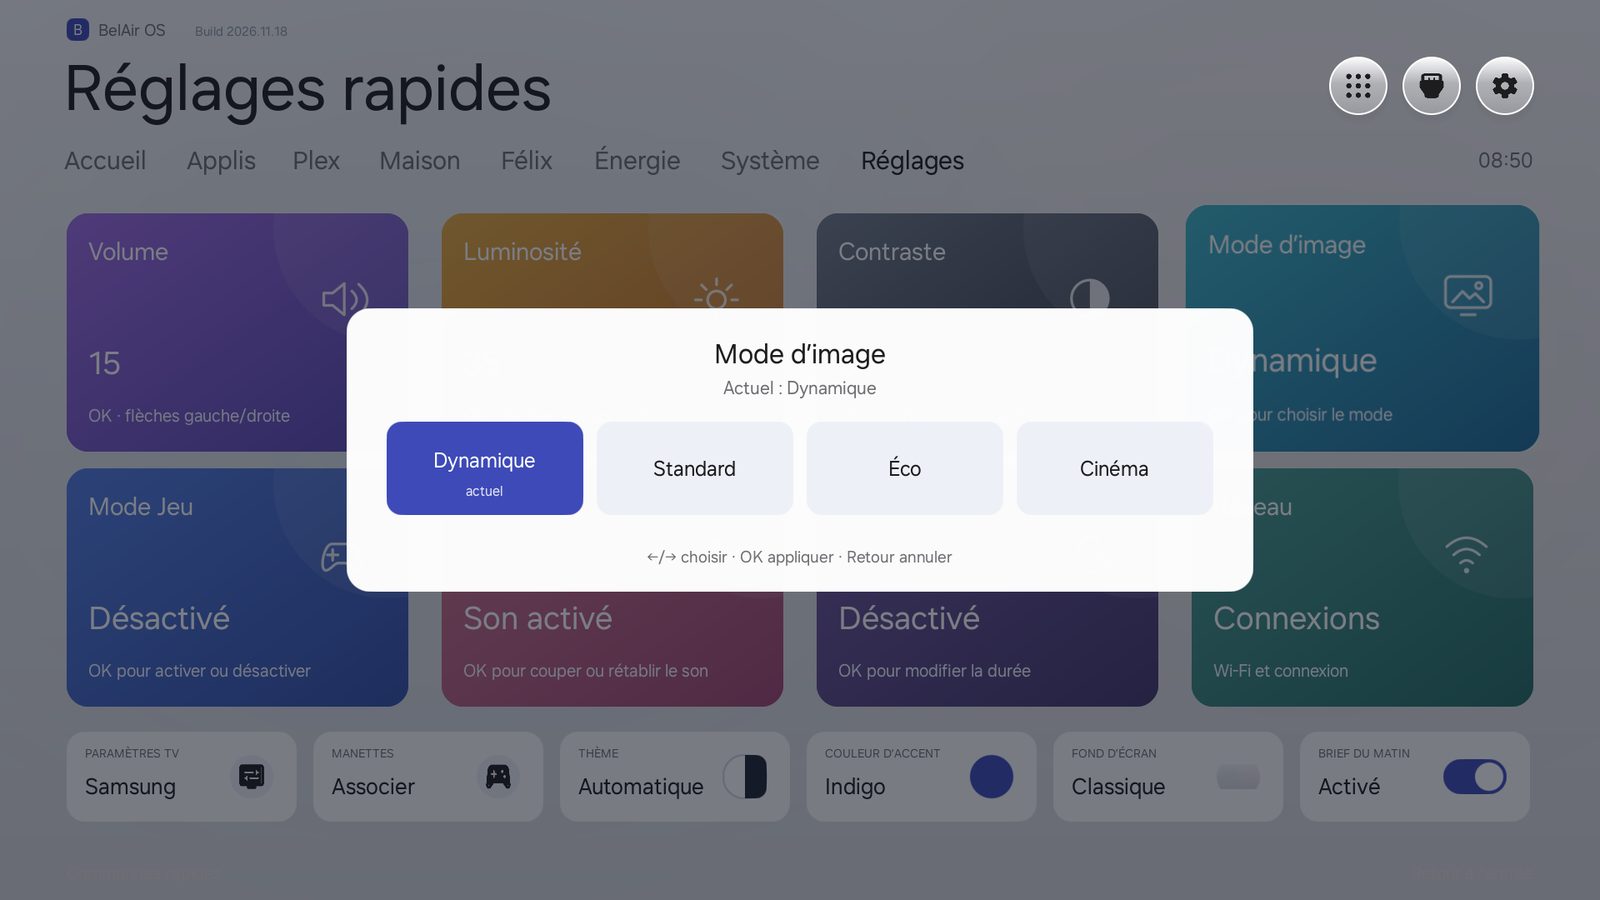 B BelAir OS Build 2026.11.18
Réglages rapides
Accueil Applis Plex Maison Félix Énergie Système Réglages 08:50
Volume
Luminosité
Contraste
Mode d'image
15
35
Dynamique
OK · flèches gauche/droite
OK pour choisir le mode
Mode d'image
Actuel : Dynamique
Dynamique
actuel
Standard
Éco
Cinéma
←/→ choisir · OK appliquer · Retour annuler
Mode Jeu
Désactivé
Son activé
Désactivé
Connexions
OK pour activer ou désactiver
OK pour couper ou rétablir le son
OK pour modifier la durée
Wi-Fi et connexion
PARAMÈTRES TV
Samsung
MANETTES
Associer
THÈME
Automatique
COULEUR D'ACCENT
Indigo
FOND D'ÉCRAN
Classique
BRIEF DU MATIN
Activé